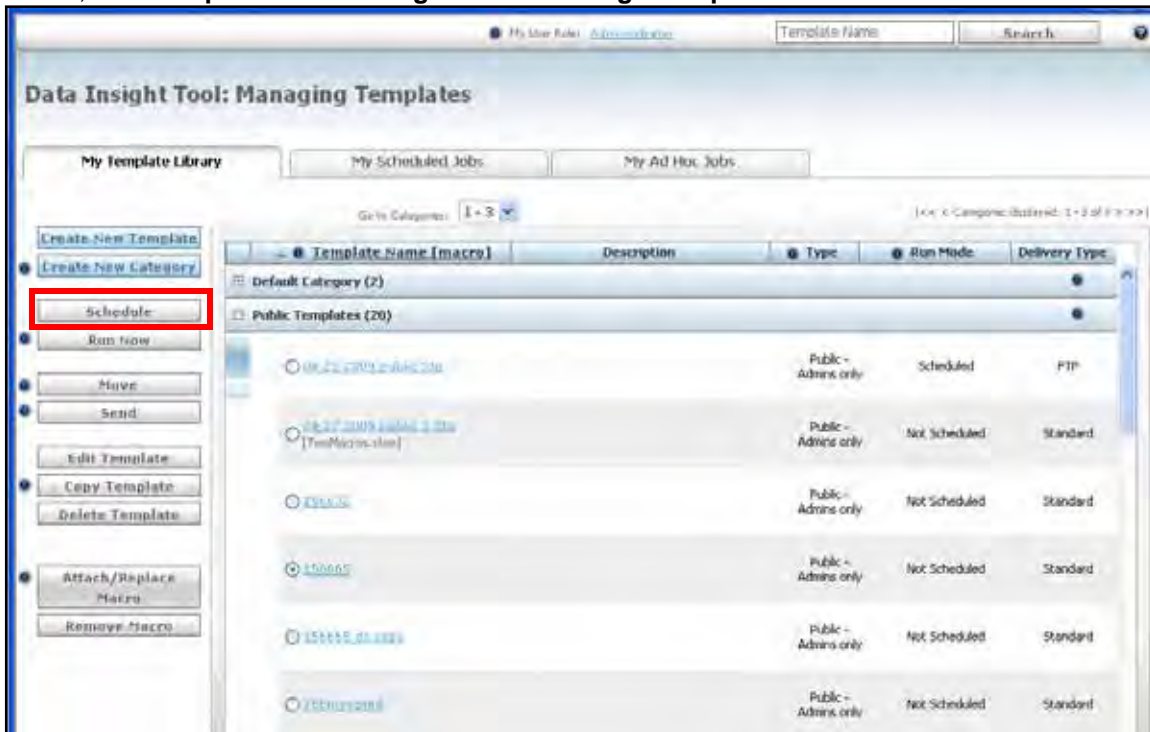 My User Role: Administrator
Template Name
Search
Data Insight Tool: Managing Templates
My Template Library
My Scheduled Jobs
My Ad Hoc Jobs
Go to Categories: 1 - 3
Create New Template
Create New Category
Schedule
Run Now
Move
Send
Edit Template
Copy Template
Delete Template
Attach/Replace
Macro
Remove Macro
Template Name [macro] Description Type Run Mode Delivery Type
Default Category (2)
Public Templates (20)
Public -
Admins only
Scheduled FTP
Public -
Admins only
Not Scheduled Standard
Public -
Admins only
Not Scheduled Standard
156665
Public -
Admins only
Not Scheduled Standard
Public -
Admins only
Not Scheduled Standard
Public -
Admins only
Not Scheduled Standard